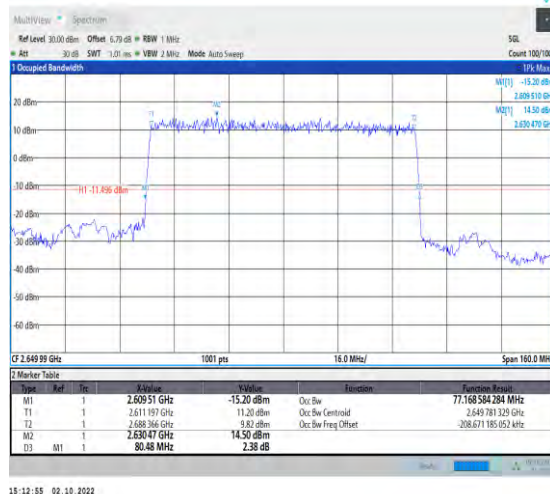 MultiView Spectrum
Ref Level 30.00 dBm Offset 6.79 dB RBW 1 MHz SGL
Att 30 dB SWT 1.01 ms VBW 2 MHz Mode Auto Sweep Count 100/100
1 Occupied Bandwidth 1Pk Max
M1[1] -15.20 dBm
2.609 510 GH
20 dBm M2[1] 14.50 dBm
2.630 470 GH
T1 M2
10 dBm
0 dBm
-10 dBm M1
H1 -11.496 dBm
-20 dBm
-30 dBm
-40 dBm
-50 dBm
-60 dBm
CF 2.649 99 GHz 1001 pts 16.0 MHz/ Span 160.0 MH
2 Marker Table
Type Ref Trc X-Value Y-Value Function Function Result
M1 1 2.609 51 GHz -15.20 dBm Occ Bw 77.168 584 284 MHz
T1 1 2.611 197 GHz 11.20 dBm Occ Bw Centroid 2.649 781 329 GHz
T2 1 2.688 366 GHz 9.82 dBm Occ Bw Freq Offset -208.671 185 052 kHz
M2 1 2.630 47 GHz 14.50 dBm
D3 M1 1 80.48 MHz 2.38 dB
15:12:55 02.10.2022